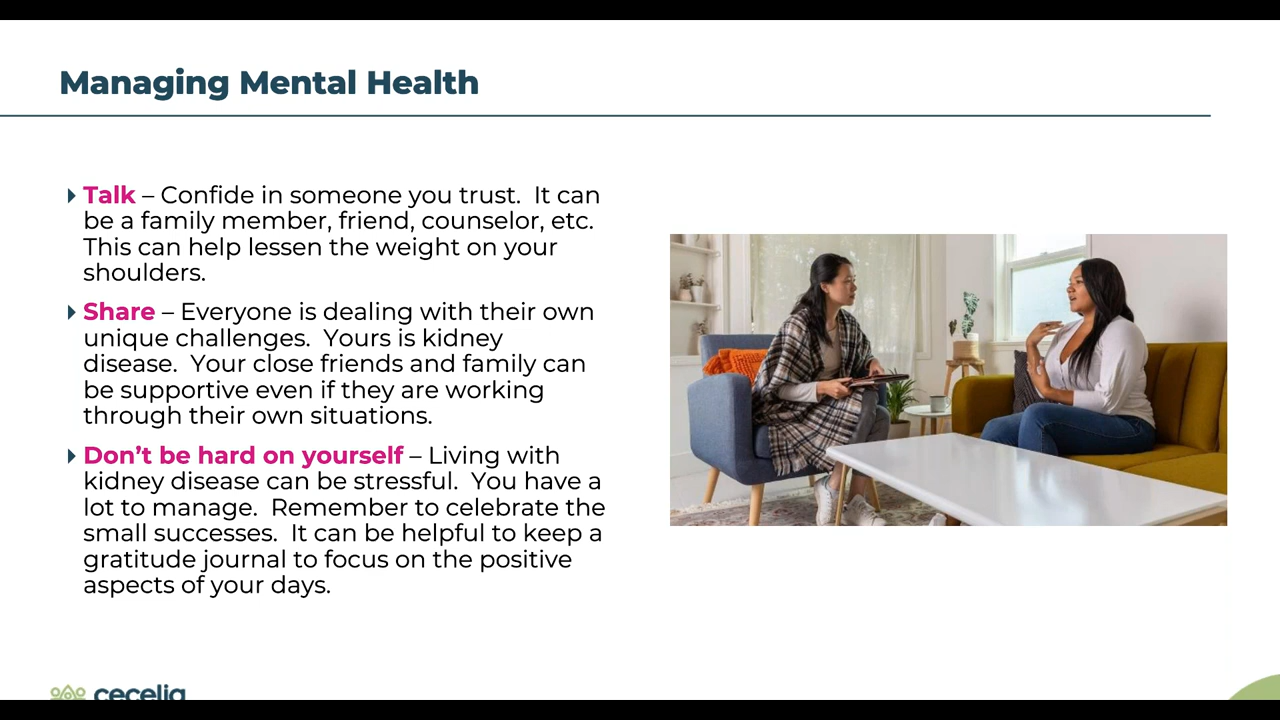 Managing Mental Health
Talk – Confide in someone you trust.  It can
be a family member, friend, counselor, etc.
This can help lessen the weight on your
shoulders.
Share – Everyone is dealing with their own
unique challenges.  Yours is kidney
disease.  Your close friends and family can
be supportive even if they are working
through their own situations.
Don’t be hard on yourself – Living with
kidney disease can be stressful.  You have a
lot to manage.  Remember to celebrate the
small successes.  It can be helpful to keep a
gratitude journal to focus on the positive
aspects of your days.
cecelia